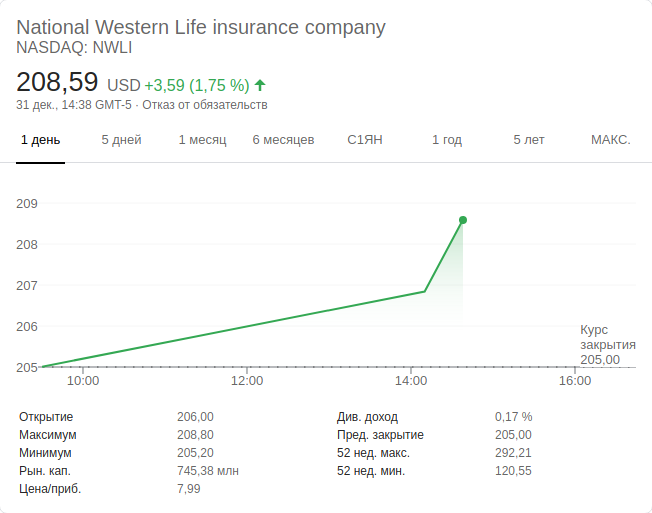 National Western Life insurance company
NASDAQ: NWLI
208,59 USD +3,59 (1,75 %)
31 дек., 14:38 GMT-5 · Отказ от обязательств
1 день 5 дней 1 месяц 6 месяцев С1ЯН 1 год 5 лет МАКС.
209
208
207
206
205
Курс
закрытия
205,00
10:00 12:00 14:00 16:00
Открытие 206,00 Див. доход 0,17 %
Максимум 208,80 Пред. закрытие 205,00
Минимум 205,20 52 нед. макс. 292,21
Рын. кап. 745,38 млн 52 нед. мин. 120,55
Цена/приб. 7,99